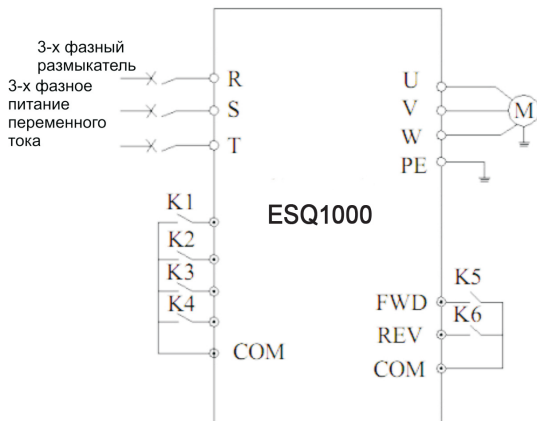 3-х фазный
размыкатель
3-х фазное
питание
переменного
тока
R
S
T
U
V
W
PE
M
K1
K2
K3
K4
COM
ESQ1000
K5
FWD
K6
REV
COM